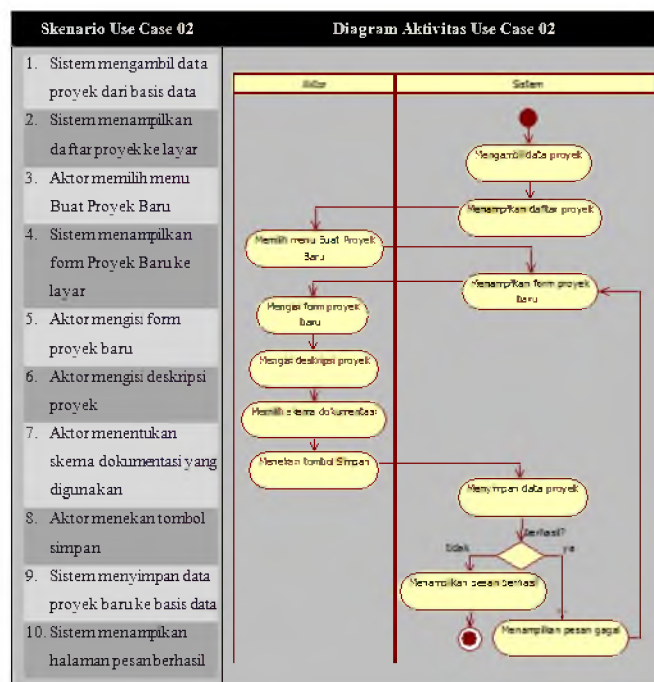 Skenario Use Case 02
Diagram Aktivitas Use Case 02
1. Sistem mengambil data
proyek dari basis data
2. Sistem menampilkan
daftar proyek ke layar
3. Aktor memilih menu
Buat Proyek Baru
4. Sistem menampilkan
form Proyek Baru ke
layar
5. Aktor mengisi form
proyek baru
6. Aktor mengisi deskripsi
proyek
7. Aktor menentukan
skema dokumentasi yang
digunakan
8. Aktor menekan tombol
simpan
9. Sistem menyimpan data
proyek baru ke basis data
10. Sistem menampikan
halaman pesan berhasil
Aktor
Sistem
Mengambil data proyek
Menampilkan daftar proyek
Memilih menu Buat Proyek
Baru
Menampilkan form proyek
baru
Mengisi form proyek
baru
Mengisi deskripsi proyek
Memilih skema dokumentasi
Menekan tombol Simpan
Menyimpan data proyek
Berhasil?
tidak
ya
Menampilkan pesan berhasil
Menampilkan pesan gagal